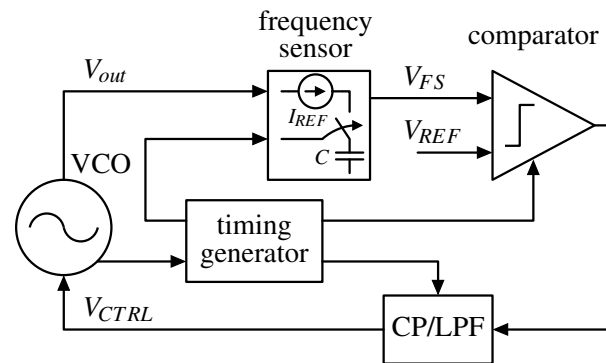 frequency
sensor
comparator
V_out
V_FS
I_REF
V_REF
C
VCO
timing
generator
V_CTRL
CP/LPF